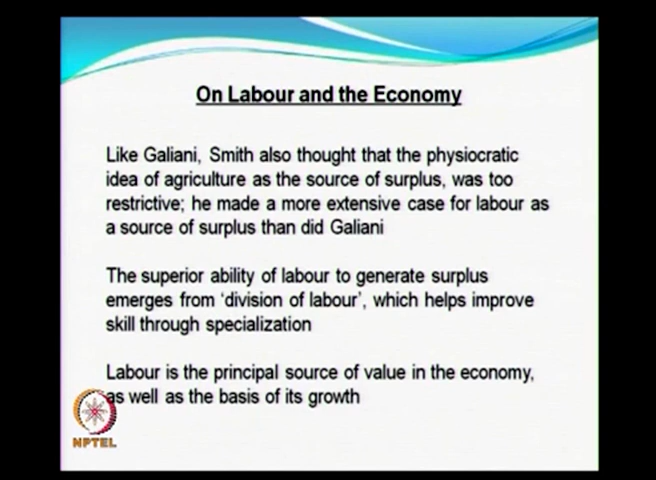 On Labour and the Economy
Like Galiani, Smith also thought that the physiocratic
idea of agriculture as the source of surplus, was too
restrictive; he made a more extensive case for labour as
a source of surplus than did Galiani
The superior ability of labour to generate surplus
emerges from ‘division of labour’, which helps improve
skill through specialization
Labour is the principal source of value in the economy,
as well as the basis of its growth
NPTEL